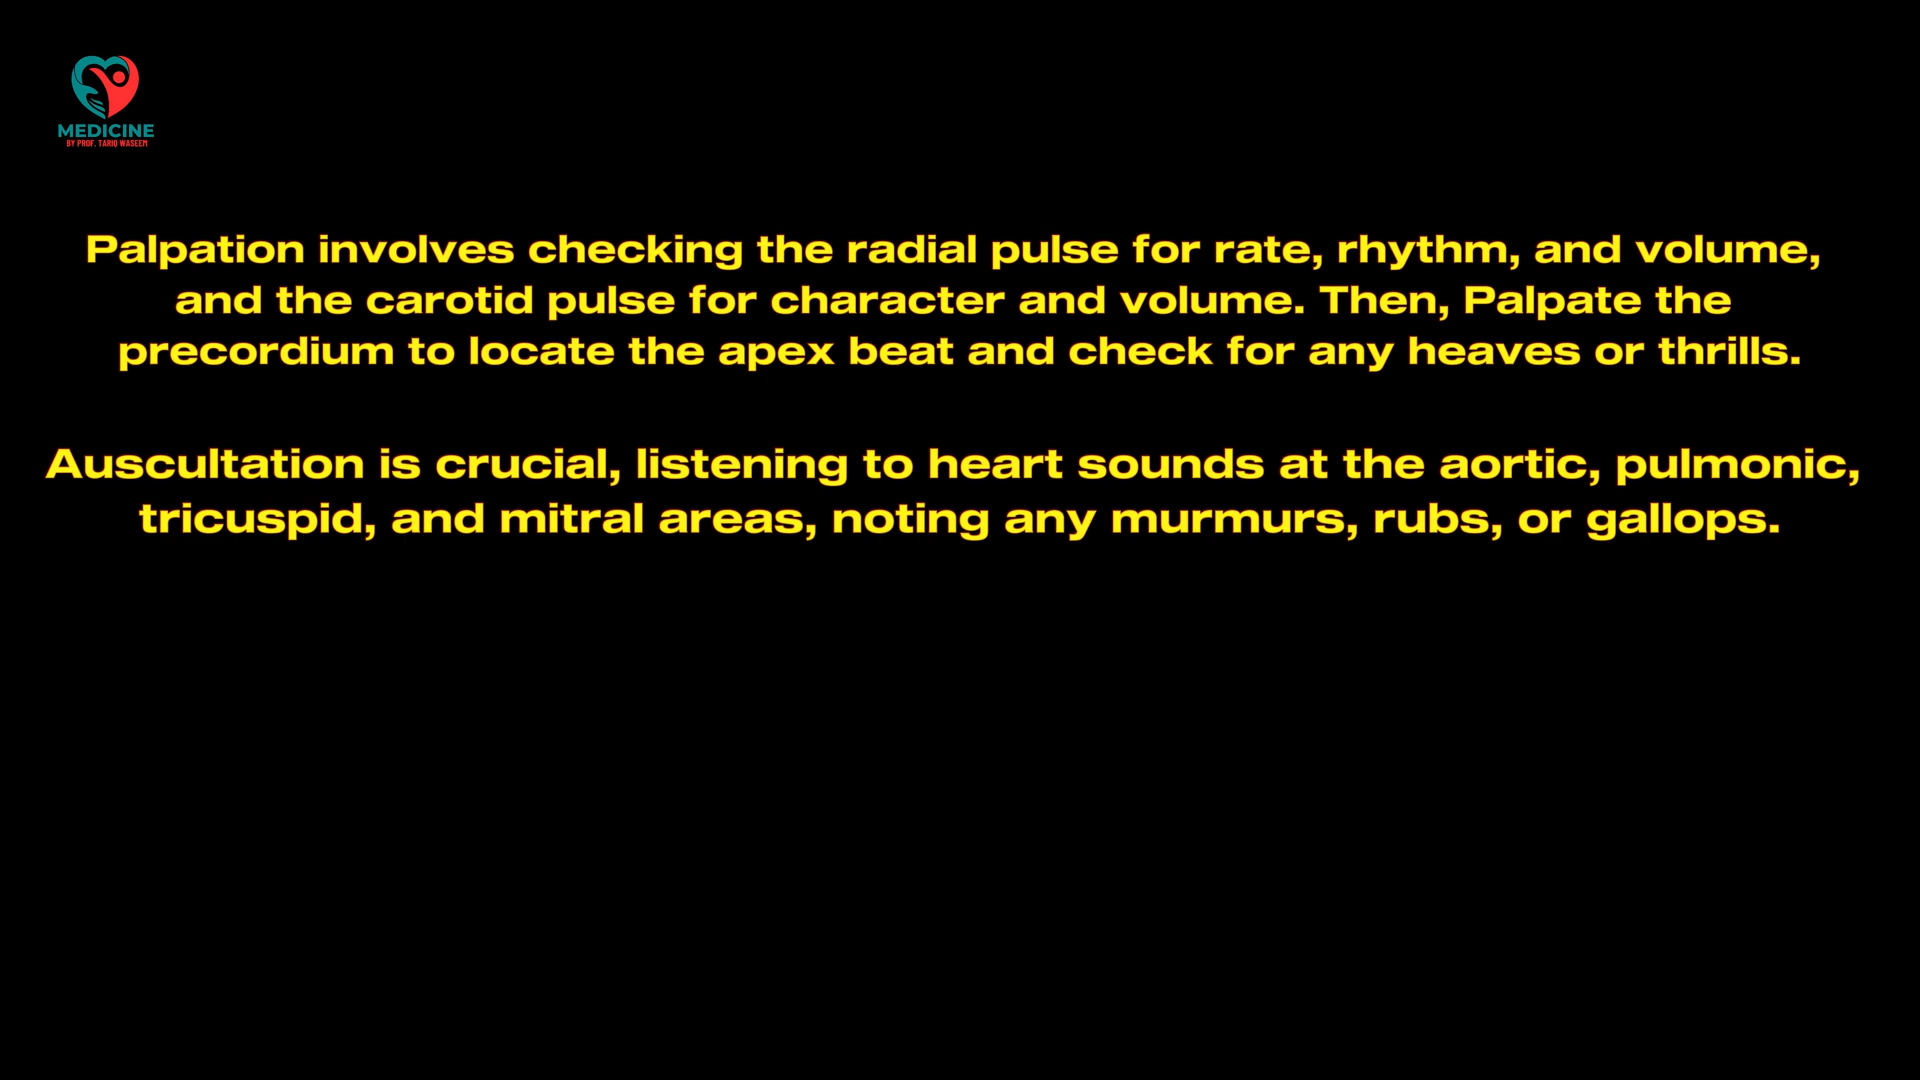 MEDICINE
BY PROF. TARIQ WASEEM
Palpation involves checking the radial pulse for rate, rhythm, and volume,
and the carotid pulse for character and volume. Then, Palpate the
precordium to locate the apex beat and check for any heaves or thrills.
Auscultation is crucial, listening to heart sounds at the aortic, pulmonic,
tricuspid, and mitral areas, noting any murmurs, rubs, or gallops.